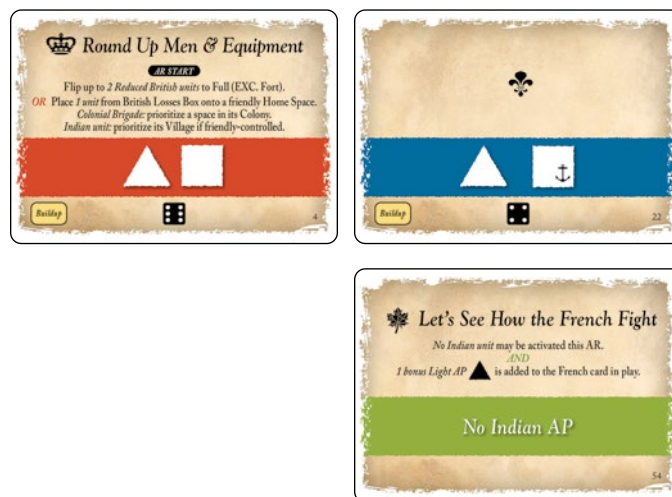 Round Up Men & Equipment
AR START
Flip up to 2 Reduced British units to Full (EXC. Fort).
OR Place 1 unit from British Losses Box onto a friendly Home Space.
Colonial Brigade: prioritize a space in its Colony.
Indian unit: prioritize its Village if friendly-controlled.
Buildup
4
Buildup
22
Let's See How the French Fight
No Indian unit may be activated this AR.
AND
1 bonus Light AP is added to the French card in play.
No Indian AP
54